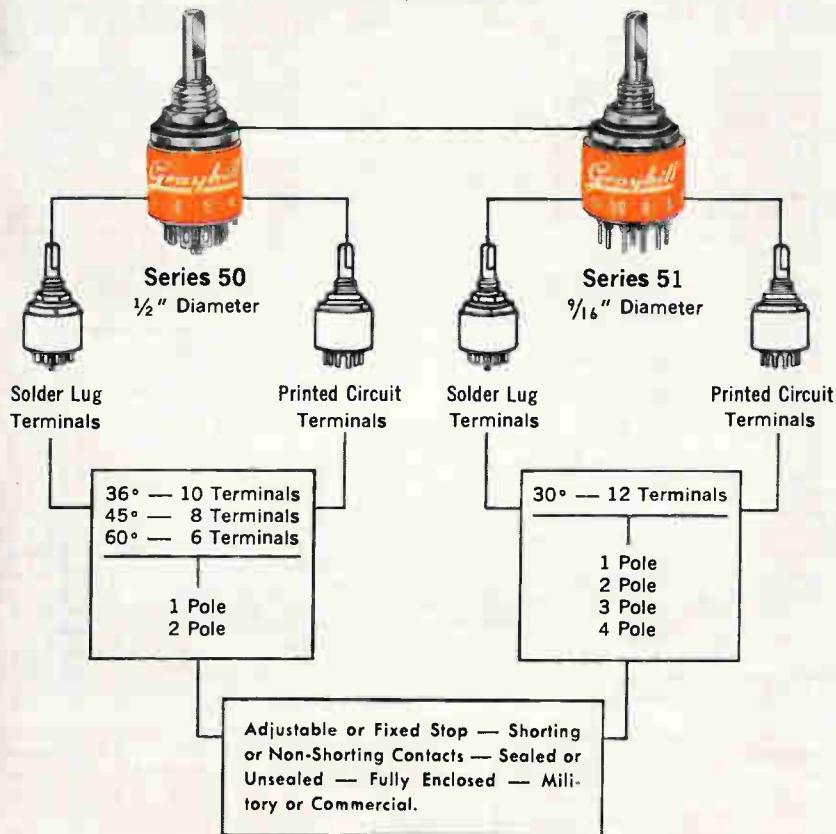 Grayhill
Grayhill
Series 50
1/2" Diameter
Series 51
9/16" Diameter
Solder Lug
Terminals
Printed Circuit
Terminals
Solder Lug
Terminals
Printed Circuit
Terminals
36° — 10 Terminals
45° — 8 Terminals
60° — 6 Terminals
1 Pole
2 Pole
30° — 12 Terminals
1 Pole
2 Pole
3 Pole
4 Pole
Adjustable or Fixed Stop — Shorting
or Non-Shorting Contacts — Sealed or
Unsealed — Fully Enclosed — Mili-
tory or Commercial.